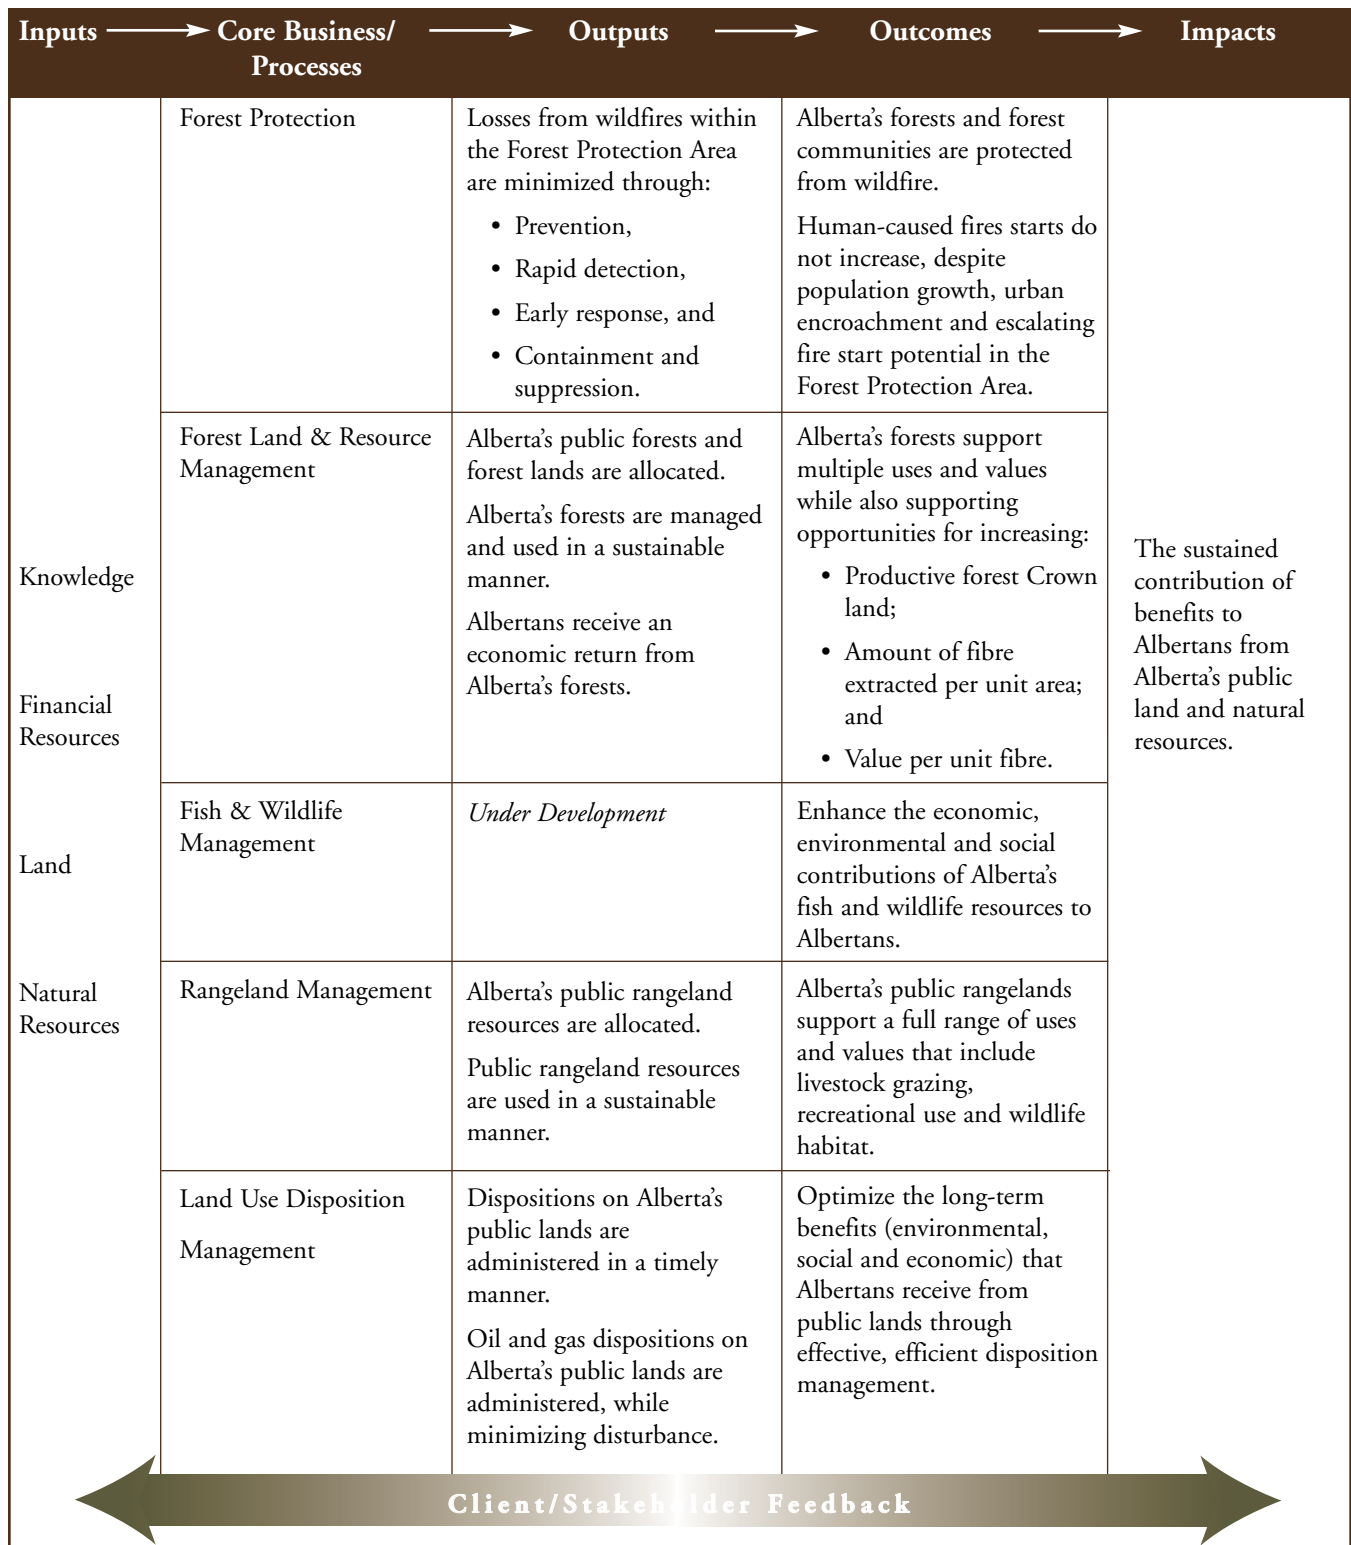 Inputs
Core Business/
Processes
Outputs
Outcomes
Impacts
Knowledge
Financial
Resources
Land
Natural
Resources
Forest Protection
Losses from wildfires within
the Forest Protection Area
are minimized through:
• Prevention,
• Rapid detection,
• Early response, and
• Containment and
suppression.
Alberta’s forests and forest
communities are protected
from wildfire.
Human-caused fires starts do
not increase, despite
population growth, urban
encroachment and escalating
fire start potential in the
Forest Protection Area.
Forest Land & Resource
Management
Alberta’s public forests and
forest lands are allocated.
Alberta’s forests are managed
and used in a sustainable
manner.
Albertans receive an
economic return from
Alberta’s forests.
Alberta’s forests support
multiple uses and values
while also supporting
opportunities for increasing:
• Productive forest Crown
land;
• Amount of fibre
extracted per unit area;
and
• Value per unit fibre.
Fish & Wildlife
Management
Under Development
Enhance the economic,
environmental and social
contributions of Alberta’s
fish and wildlife resources to
Albertans.
Rangeland Management
Alberta’s public rangeland
resources are allocated.
Public rangeland resources
are used in a sustainable
manner.
Alberta’s public rangelands
support a full range of uses
and values that include
livestock grazing,
recreational use and wildlife
habitat.
Land Use Disposition
Management
Dispositions on Alberta’s
public lands are
administered in a timely
manner.
Oil and gas dispositions on
Alberta’s public lands are
administered, while
minimizing disturbance.
Optimize the long-term
benefits (environmental,
social and economic) that
Albertans receive from
public lands through
effective, efficient disposition
management.
The sustained
contribution of
benefits to
Albertans from
Alberta’s public
land and natural
resources.
Client/Stakeholder Feedback